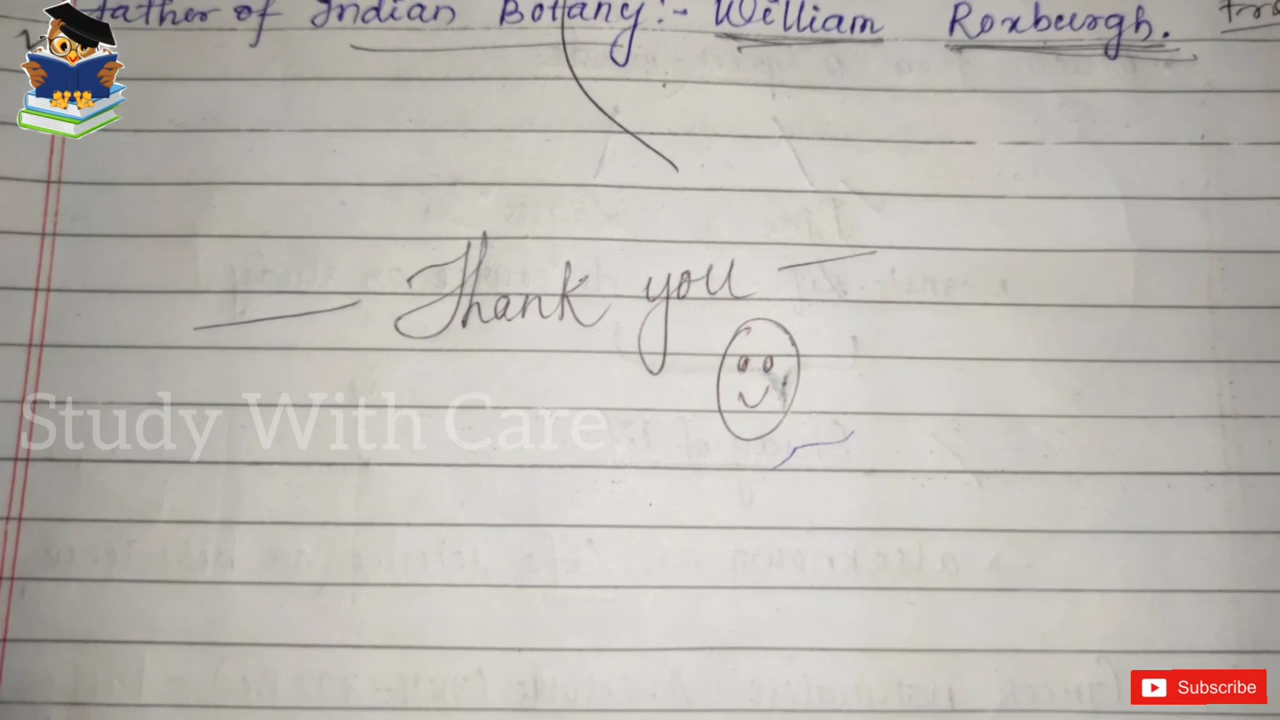 father of Indian Botany:- William Roxburgh.
Thank you
Study With Care
Subscribe